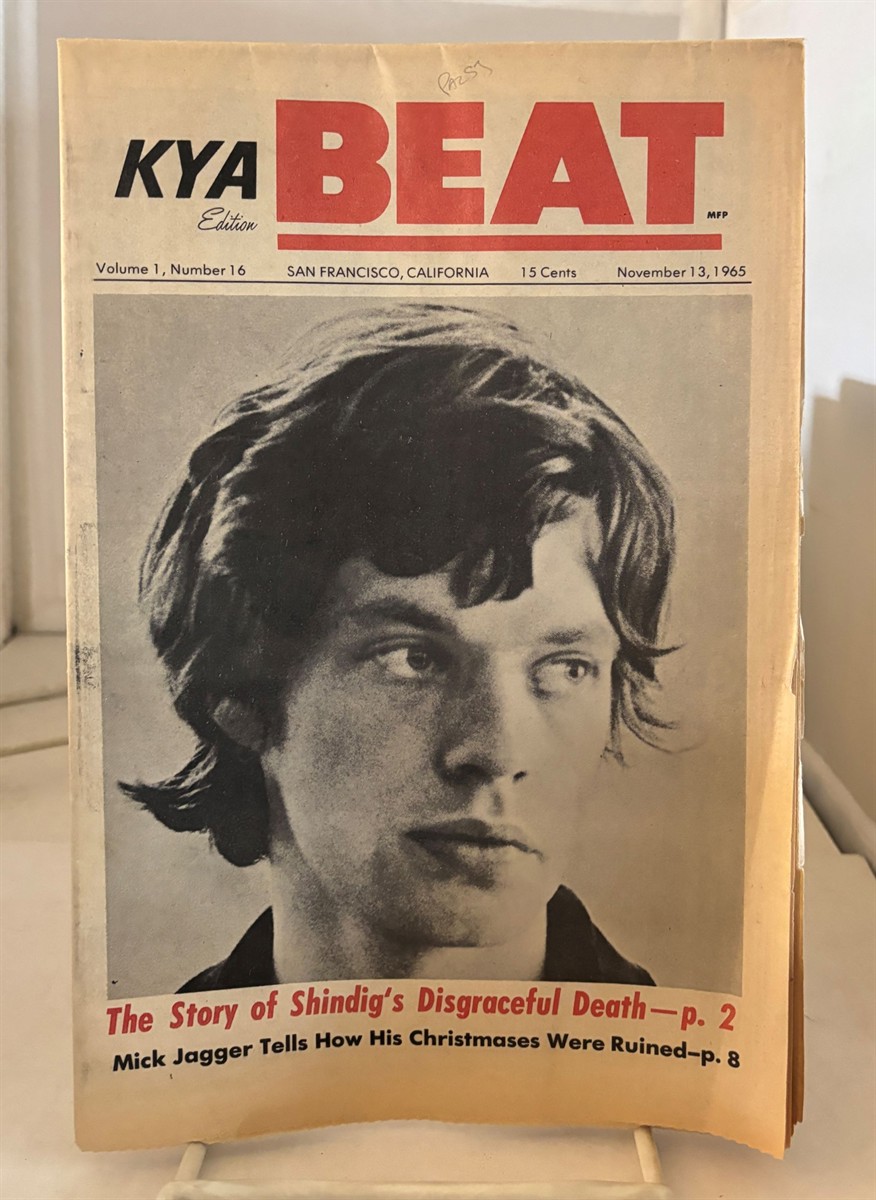 KYA BEAT
Edition
MFP
Volume 1, Number 16 SAN FRANCISCO, CALIFORNIA 15 Cents November 13, 1965
The Story of Shindig's Disgraceful Death—p. 2
Mick Jagger Tells How His Christmases Were Ruined—p. 8